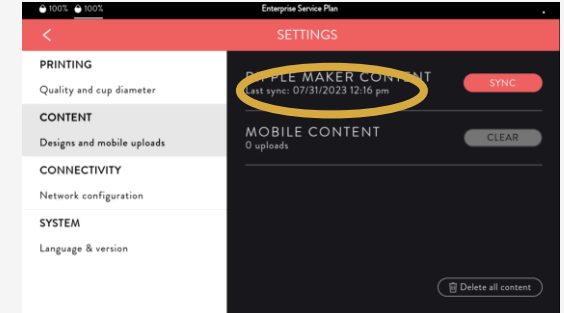 100% 100% Enterprise Service Plan
SETTINGS
PRINTING
Quality and cup diameter
CONTENT
Designs and mobile uploads
CONNECTIVITY
Network configuration
SYSTEM
Language & version
RIPPLE MAKER CONTENT
Last sync: 07/31/2023 12:16 pm
SYNC
MOBILE CONTENT
0 uploads
CLEAR
Delete all content